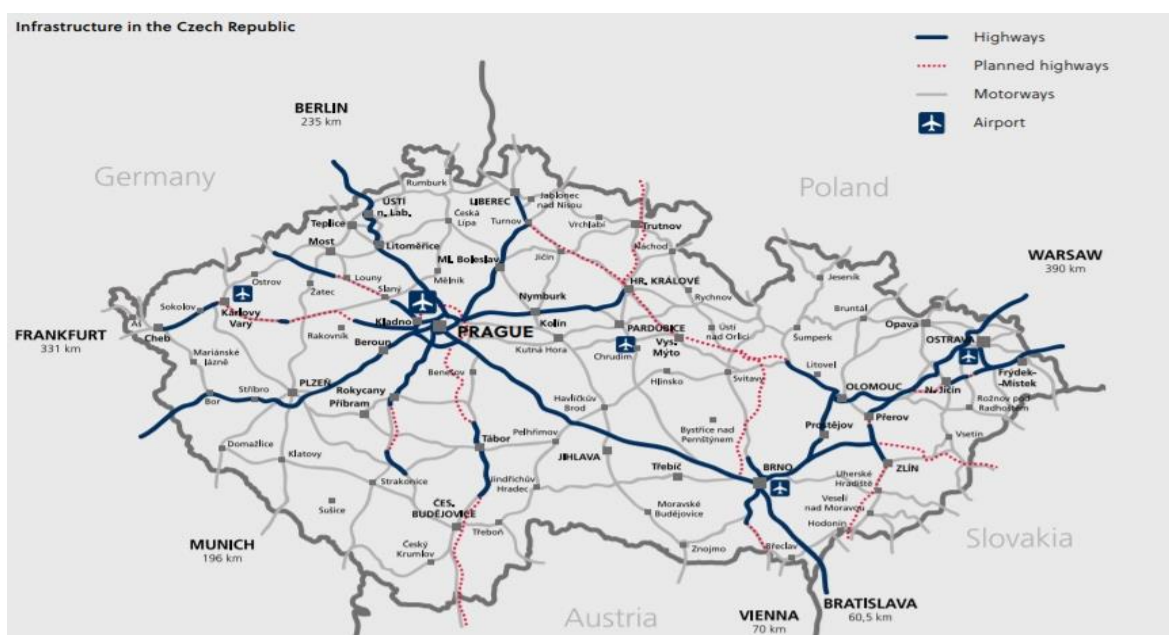 Infrastructure in the Czech Republic
Highways
Planned highways
Motorways
Airport
BERLIN
235 km
Germany
Poland
WARSAW
390 km
FRANKFURT
331 km
MUNICH
196 km
Austria
VIENNA
70 km
BRATISLAVA
60,5 km
Slovakia
Rumburk
ÚSTÍ
n. Lab.
LIBEREC
Jablonec
nad Nisou
Česká
Lípa
Turnov
Vrchlabí
Trutnov
Teplice
Most
Litoměřice
Ml. Boleslav
Jičín
Náchod
Ostrov
Louny
Žatec
Slaný
Mělník
Nymburk
HR. KRÁLOVÉ
Rychnov
Jeseník
Sokolov
Karlovy
Vary
Aš
Cheb
Rakovník
Kladno
PRAGUE
Kolín
PARDUBICE
Vys.
Mýto
Ústí
nad Orlicí
Šumperk
Bruntál
Opava
OSTRAVA
Beroun
Kutná Hora
Chrudim
Mariánské
lázně
Litovel
Frýdek-
-Místek
Stříbro
Bor
PLZEŇ
Rokycany
Příbram
Benešov
Hlinsko
Svitavy
OLOMOUC
N. Jičín
Rožnov pod
Radhoštěm
Havlíčkův
Brod
Přerov
Prostějov
Bystřice nad
Pernštýnem
Vsetín
Domažlice
Klatovy
Tábor
Pelhřimov
JIHLAVA
Třebíč
BRNO
ZLÍN
Strakonice
Jindřichův
Hradec
Uherské
Hradiště
Sušice
ČES.
BUDĚJOVICE
Třeboň
Moravské
Budějovice
Veselí
nad Moravou
Hodonín
Český
Krumlov
Znojmo
Břeclav